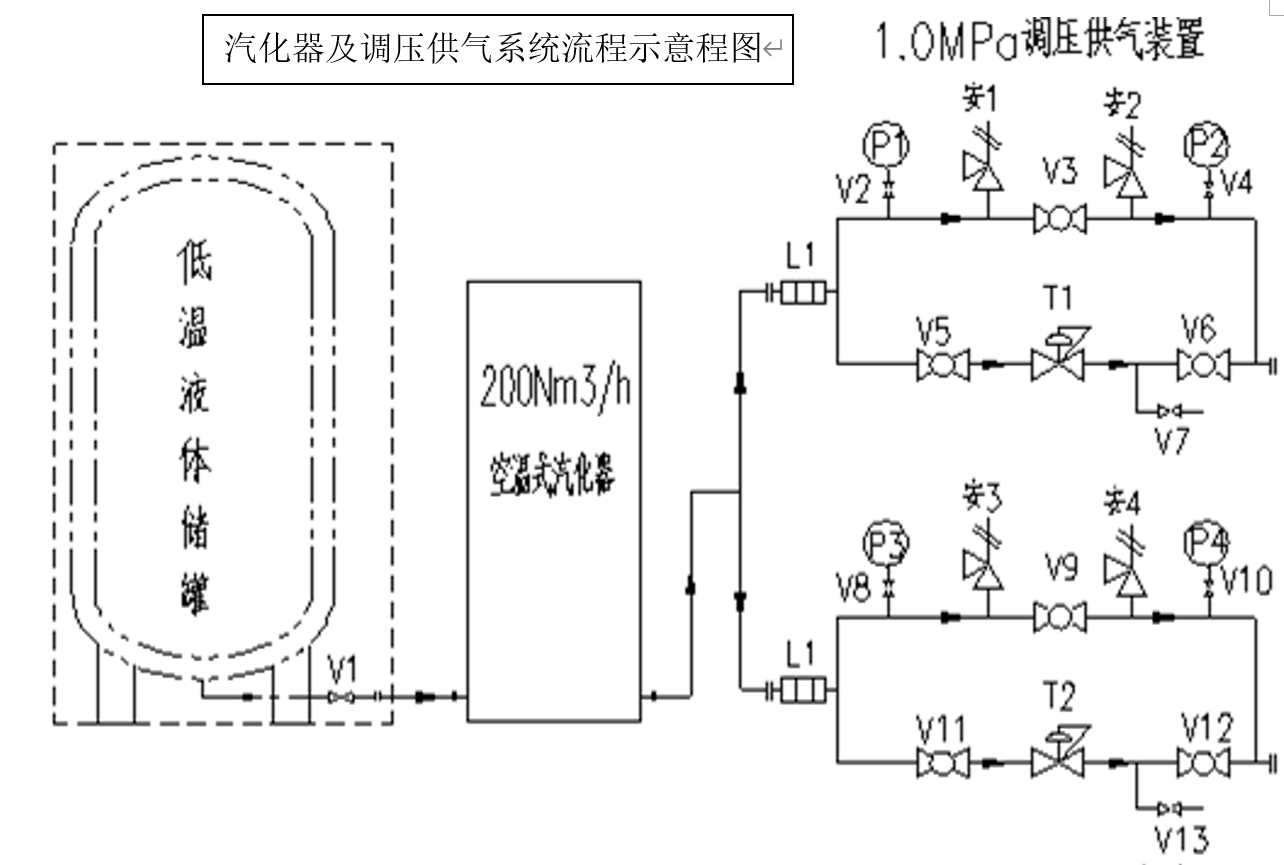 汽化器及调压供气系统流程示意程图
1.0MPa调压供气装置
安1
安2
P1
P2
V2
V3
V4
低温液体储罐
L1
T1
V5
V6
200Nm3/h
空温式汽化器
V7
安3
安4
P3
P4
V8
V9
V10
V1
L1
T2
V11
V12
V13